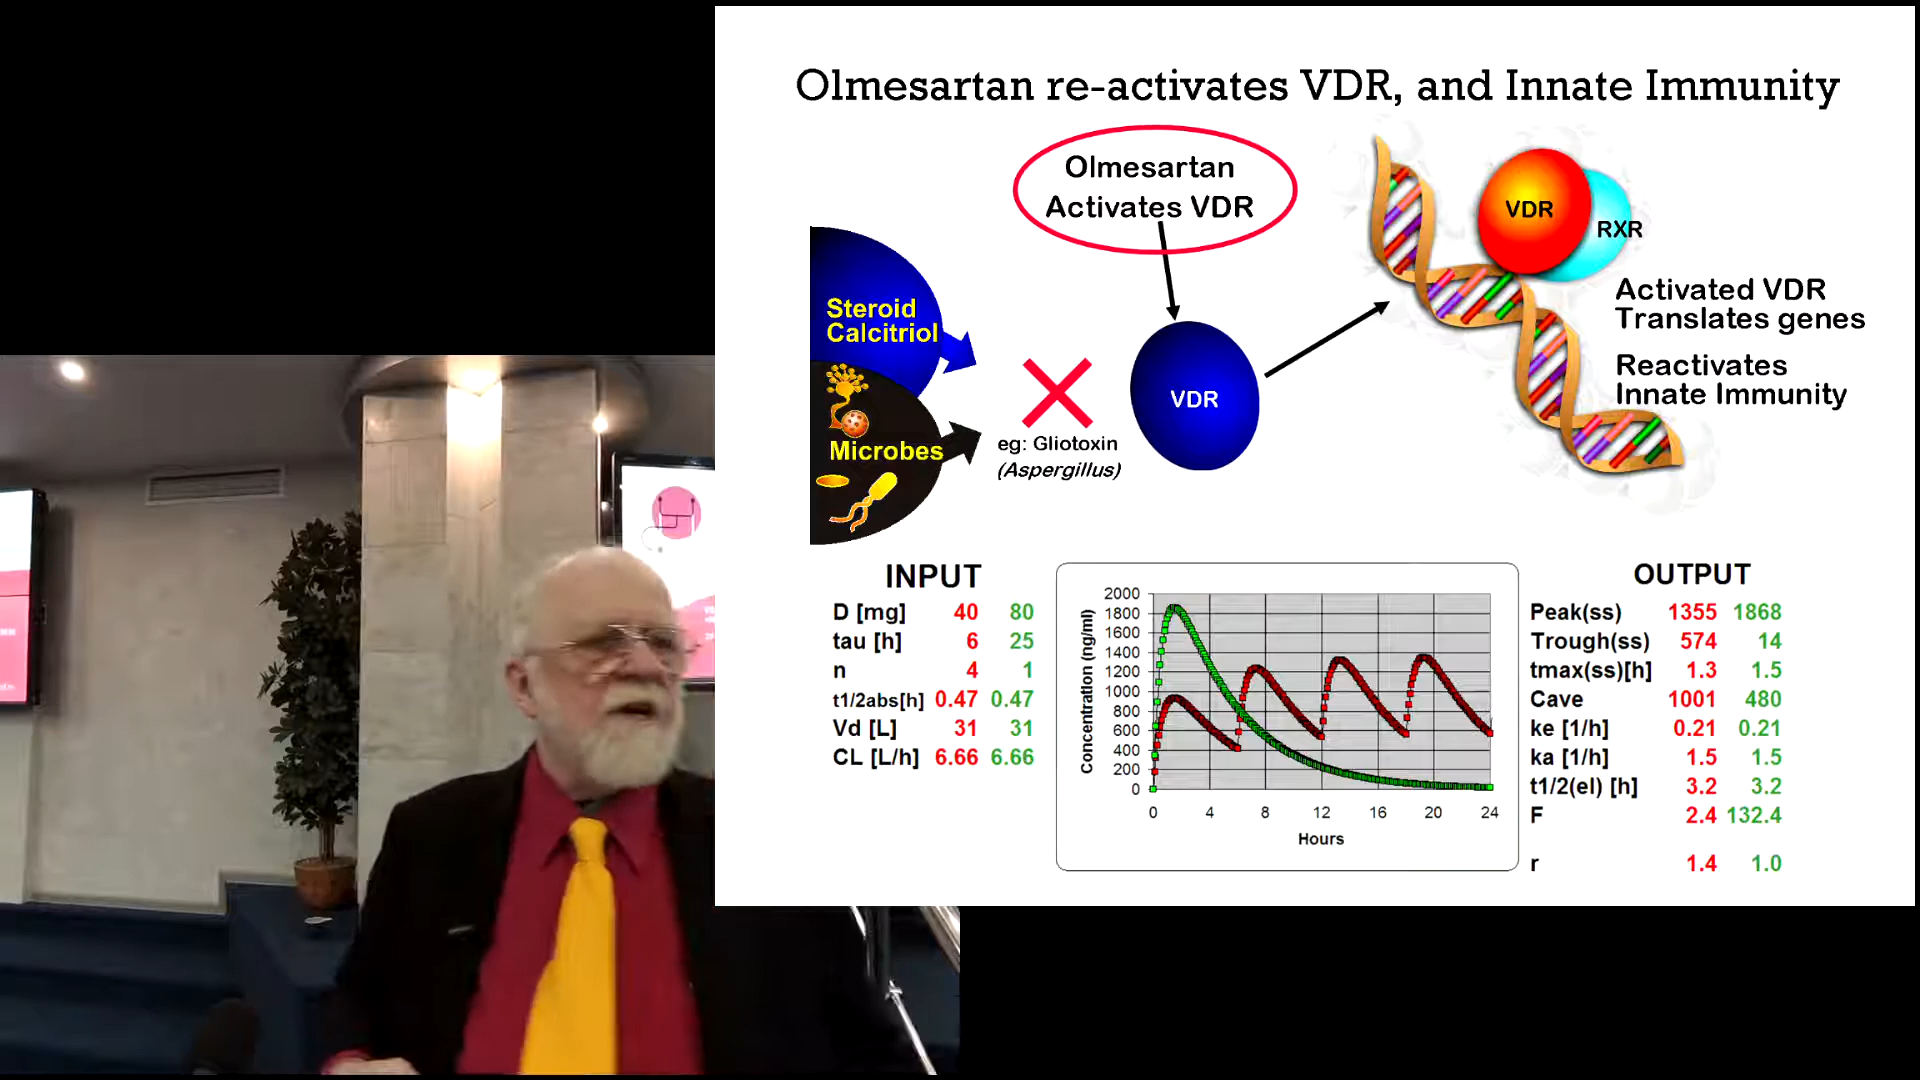 Olmesartan re-activates VDR, and Innate Immunity
Olmesartan
Activates VDR
VDR
RXR
Activated VDR
Translates genes
Reactivates
Innate Immunity
Steroid
Calcitriol
Microbes
eg: Gliotoxin
(Aspergillus)
VDR
INPUT
D [mg] 40 80
tau [h] 6 25
n 4 1
t1/2abs[h] 0.47 0.47
Vd [L] 31 31
CL [L/h] 6.66 6.66
Concentration (ng/ml)
2000
1800
1600
1400
1200
1000
800
600
400
200
0
0 4 8 12 16 20 24
Hours
OUTPUT
Peak(ss) 1355 1868
Trough(ss) 574 14
tmax(ss)[h] 1.3 1.5
Cave 1001 480
ke [1/h] 0.21 0.21
ka [1/h] 1.5 1.5
t1/2(el) [h] 3.2 3.2
F 2.4 132.4
r 1.4 1.0